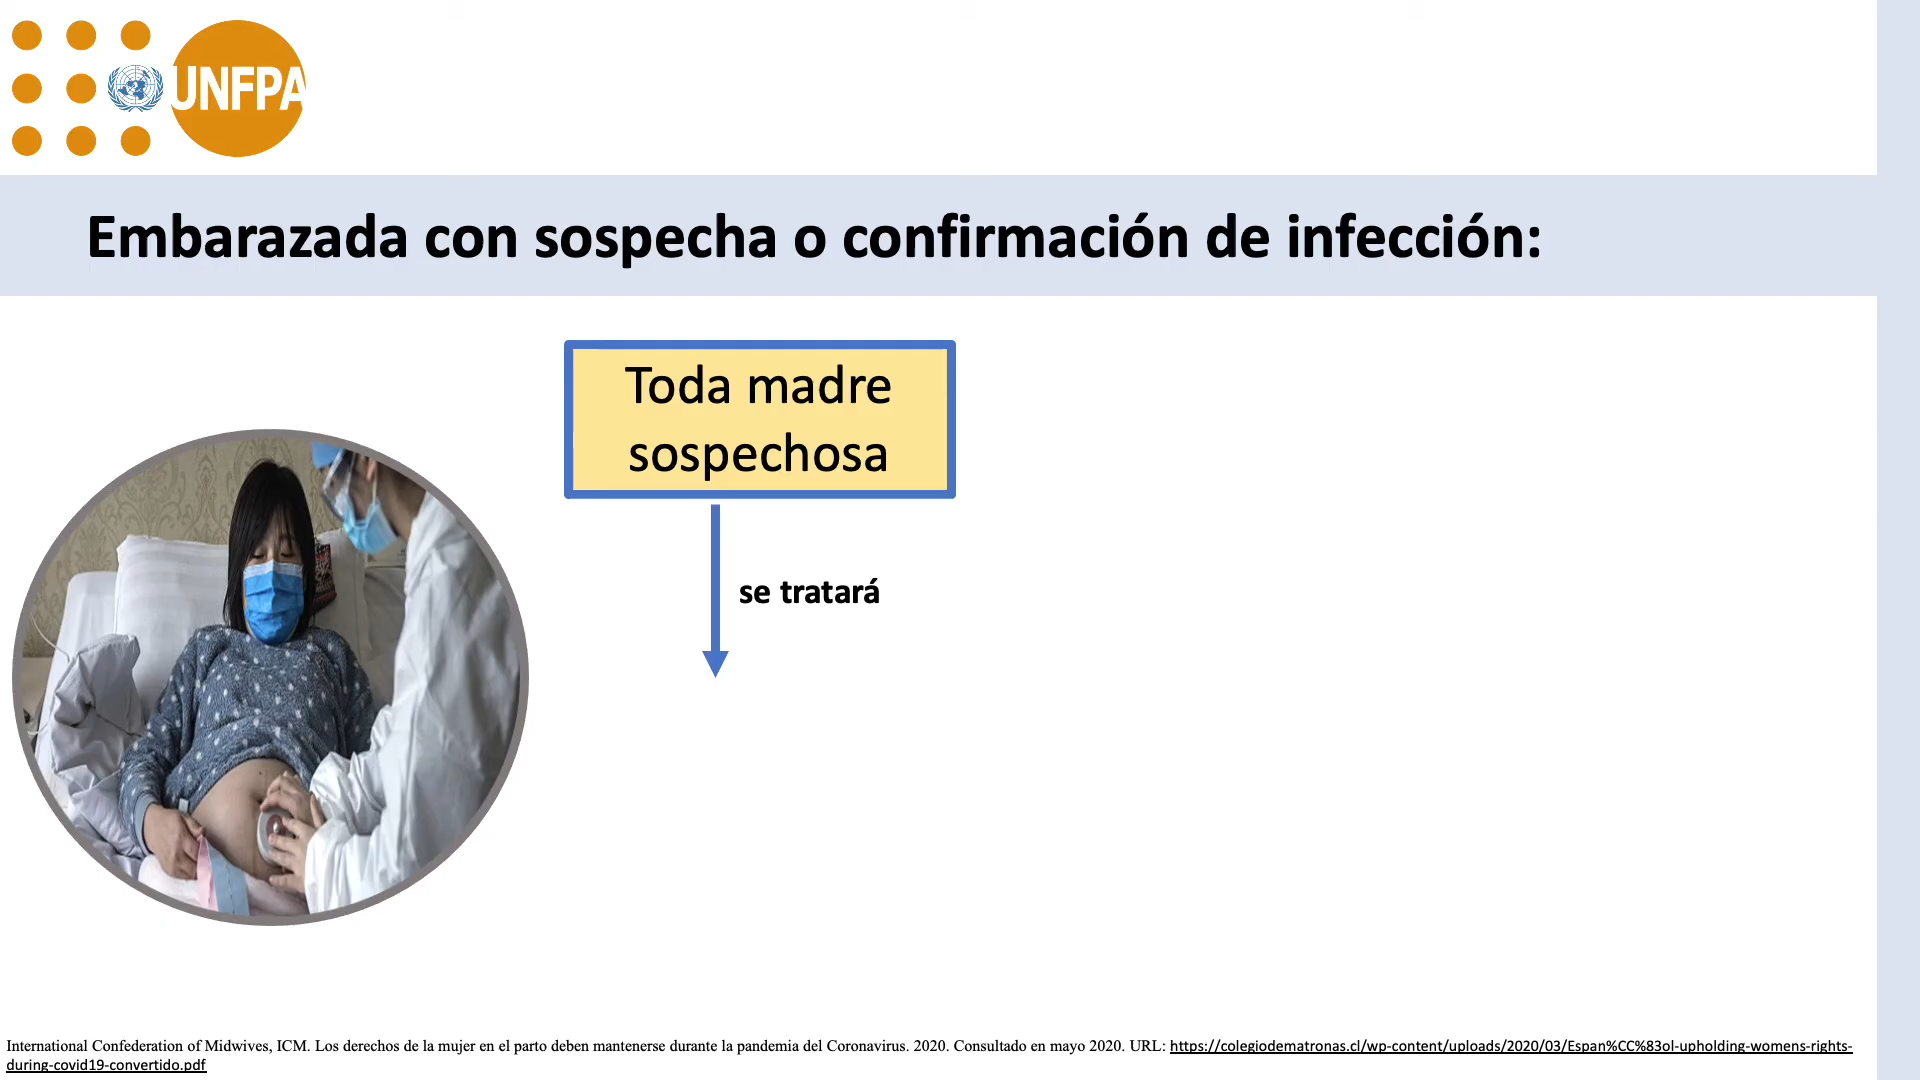 UNFPA
Embarazada con sospecha o confirmación de infección:
Toda madre
sospechosa
se tratará
International Confederation of Midwives, ICM. Los derechos de la mujer en el parto deben mantenerse durante la pandemia del Coronavirus. 2020. Consultado en mayo 2020. URL: https://colegiodematronas.cl/wp-content/uploads/2020/03/Espan%CC%83ol-upholding-womens-rights-
during-covid19-convertido.pdf